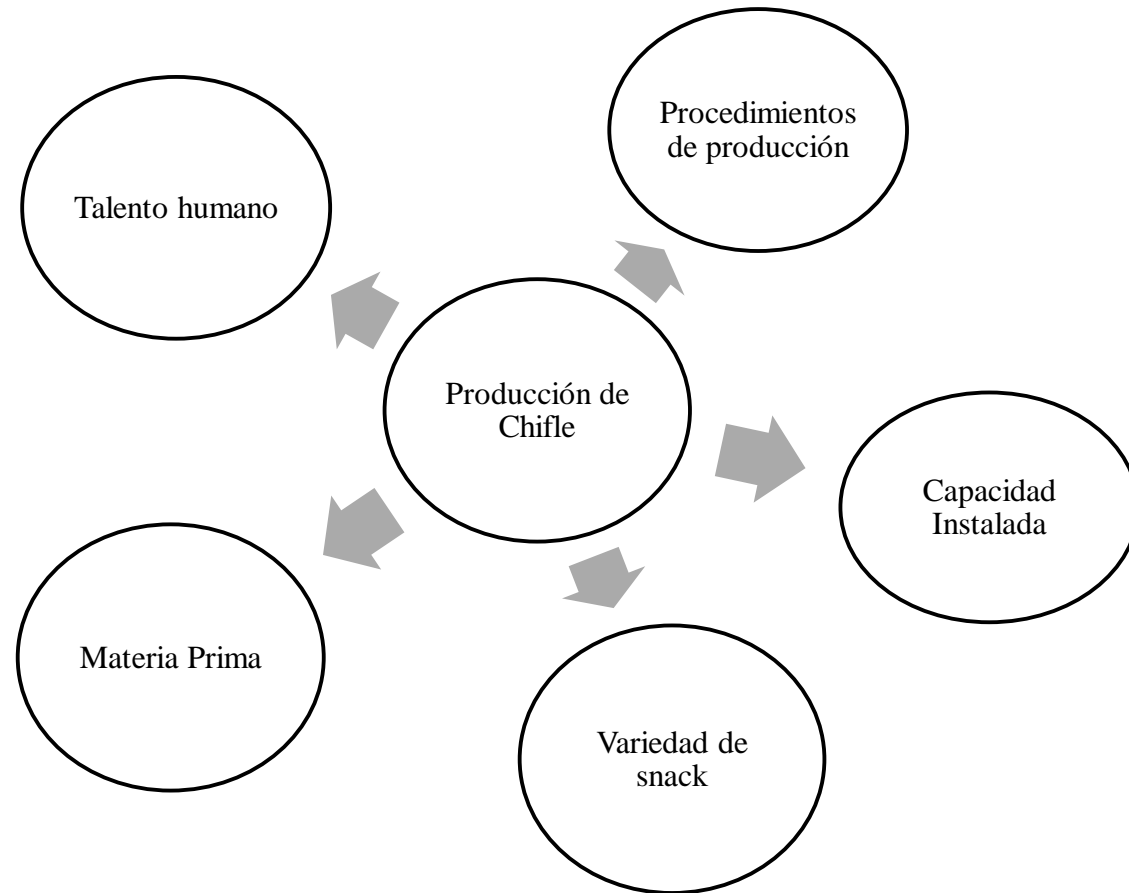 Procedimientos
de producción
Talento humano
Producción de
Chifle
Capacidad
Instalada
Materia Prima
Variedad de
snack